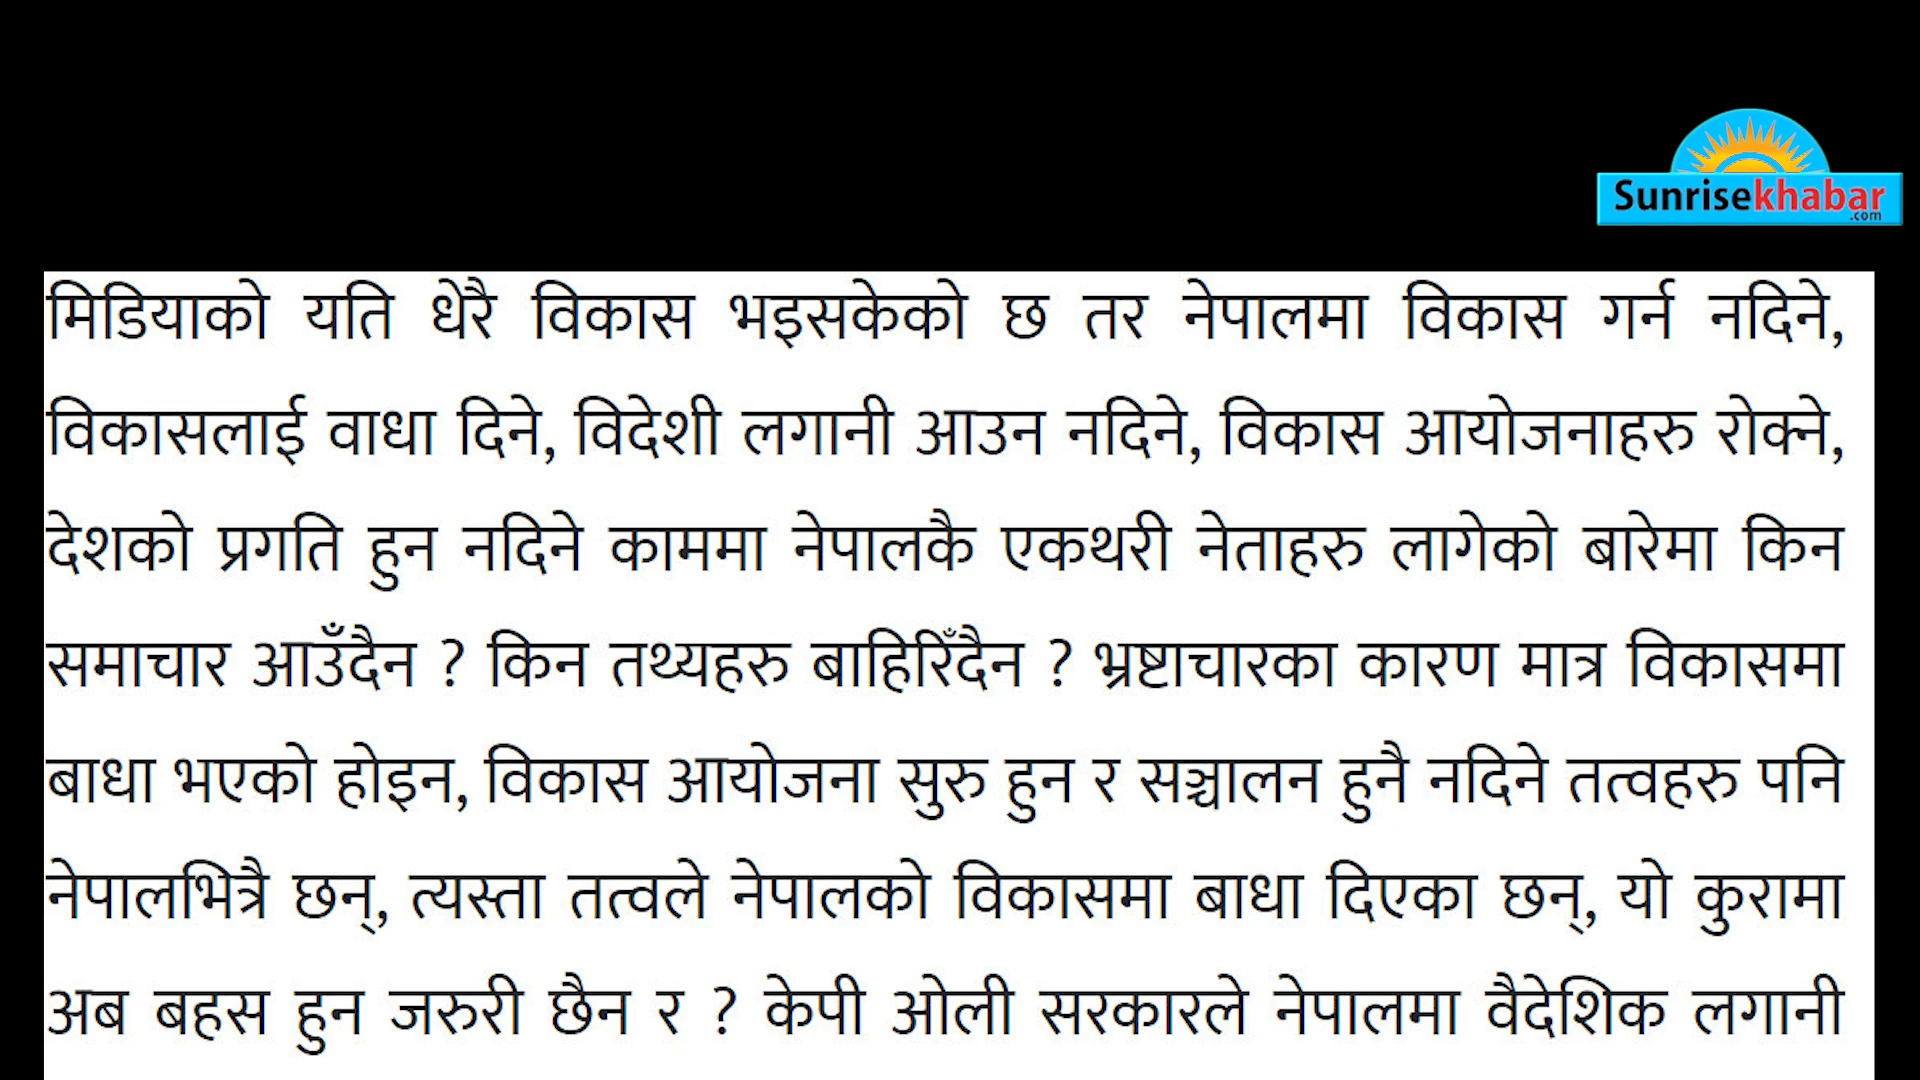 Sunrisekhabar
.com
मिडियाको यति धेरै विकास भइसकेको छ तर नेपालमा विकास गर्न नदिने,
विकासलाई वाधा दिने, विदेशी लगानी आउन नदिने, विकास आयोजनाहरु रोक्ने,
देशको प्रगति हुन नदिने काममा नेपालकै एकथरी नेताहरु लागेको बारेमा किन
समाचार आउँदैन ? किन तथ्यहरु बाहिरिँदैन ? भ्रष्टाचारका कारण मात्र विकासमा
बाधा भएको होइन, विकास आयोजना सुरु हुन र सञ्चालन हुनै नदिने तत्वहरु पनि
नेपालभित्रै छन्, त्यस्ता तत्वले नेपालको विकासमा बाधा दिएका छन्, यो कुरामा
अब बहस हुन जरुरी छैन र ? केपी ओली सरकारले नेपालमा वैदेशिक लगानी